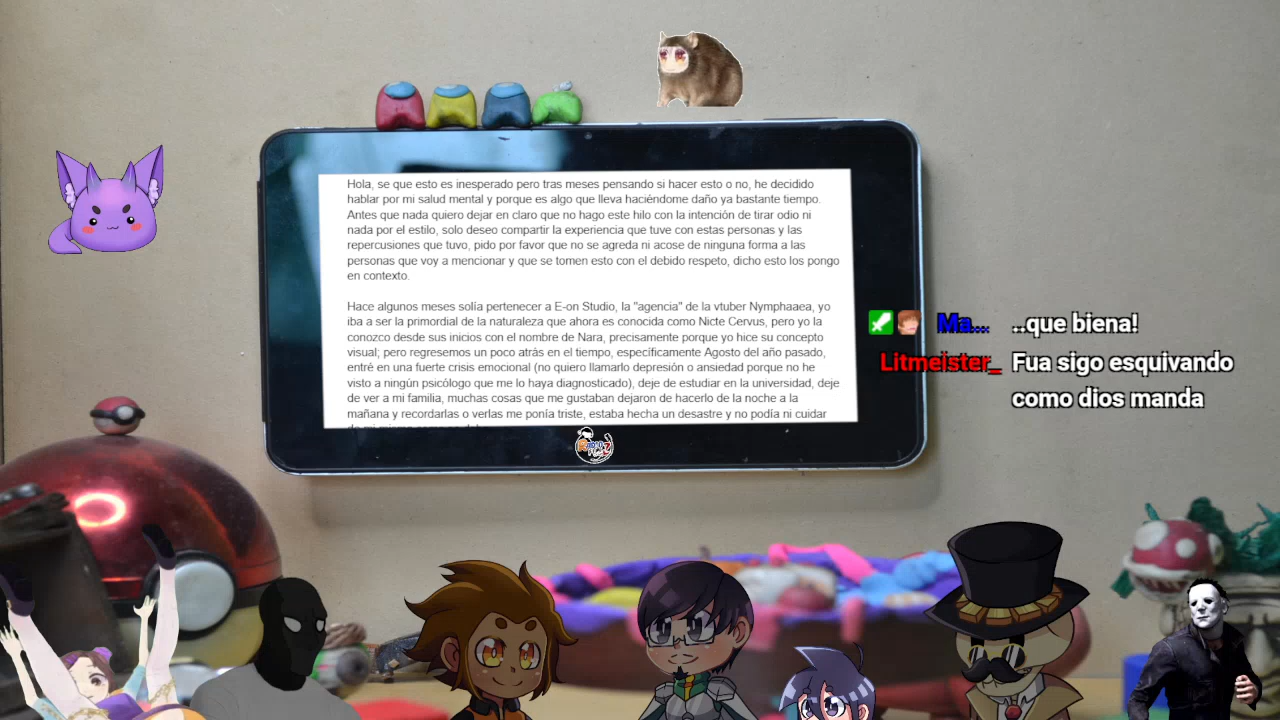 Hola, se que esto es inesperado pero tras meses pensando si hacer esto o no, he decidido
hablar por mi salud mental y porque es algo que lleva haciéndome daño ya bastante tiempo.
Antes que nada quiero dejar en claro que no hago este hilo con la intención de tirar odio ni
nada por el estilo, solo deseo compartir la experiencia que tuve con estas personas y las
repercusiones que tuvo, pido por favor que no se agreda ni acose de ninguna forma a las
personas que voy a mencionar y que se tomen esto con el debido respeto, dicho esto los pongo
en contexto.
Hace algunos meses solía pertenecer a E-on Studio, la "agencia" de la vtuber Nymphaaea, yo
iba a ser la primordial de la naturaleza que ahora es conocida como Nicte Cervus, pero yo la
conozco desde sus inicios con el nombre de Nara, precisamente porque yo hice su concepto
visual; pero regresemos un poco atrás en el tiempo, específicamente Agosto del año pasado,
entré en una fuerte crisis emocional (no quiero llamarlo depresión o ansiedad porque no he
visto a ningún psicólogo que me lo haya diagnosticado), deje de estudiar en la universidad, deje
de ver a mi familia, muchas cosas que me gustaban dejaron de hacerlo de la noche a la
mañana y recordarlas o verlas me ponía triste, estaba hecha un desastre y no podía ni cuidar
Ma... ..que biena!
Litmeister_ Fua sigo esquivando
como dios manda